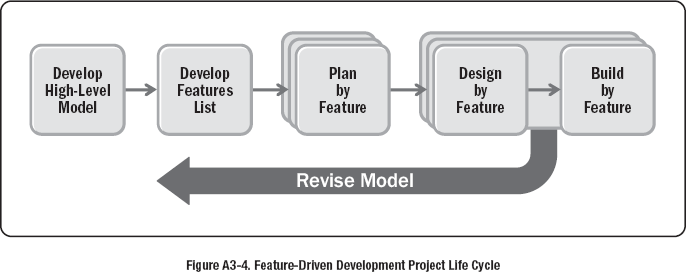 Develop
High-Level
Model
Develop
Features
List
Plan
by
Feature
Design
by
Feature
Build
by
Feature
Revise Model
Figure A3-4. Feature-Driven Development Project Life Cycle